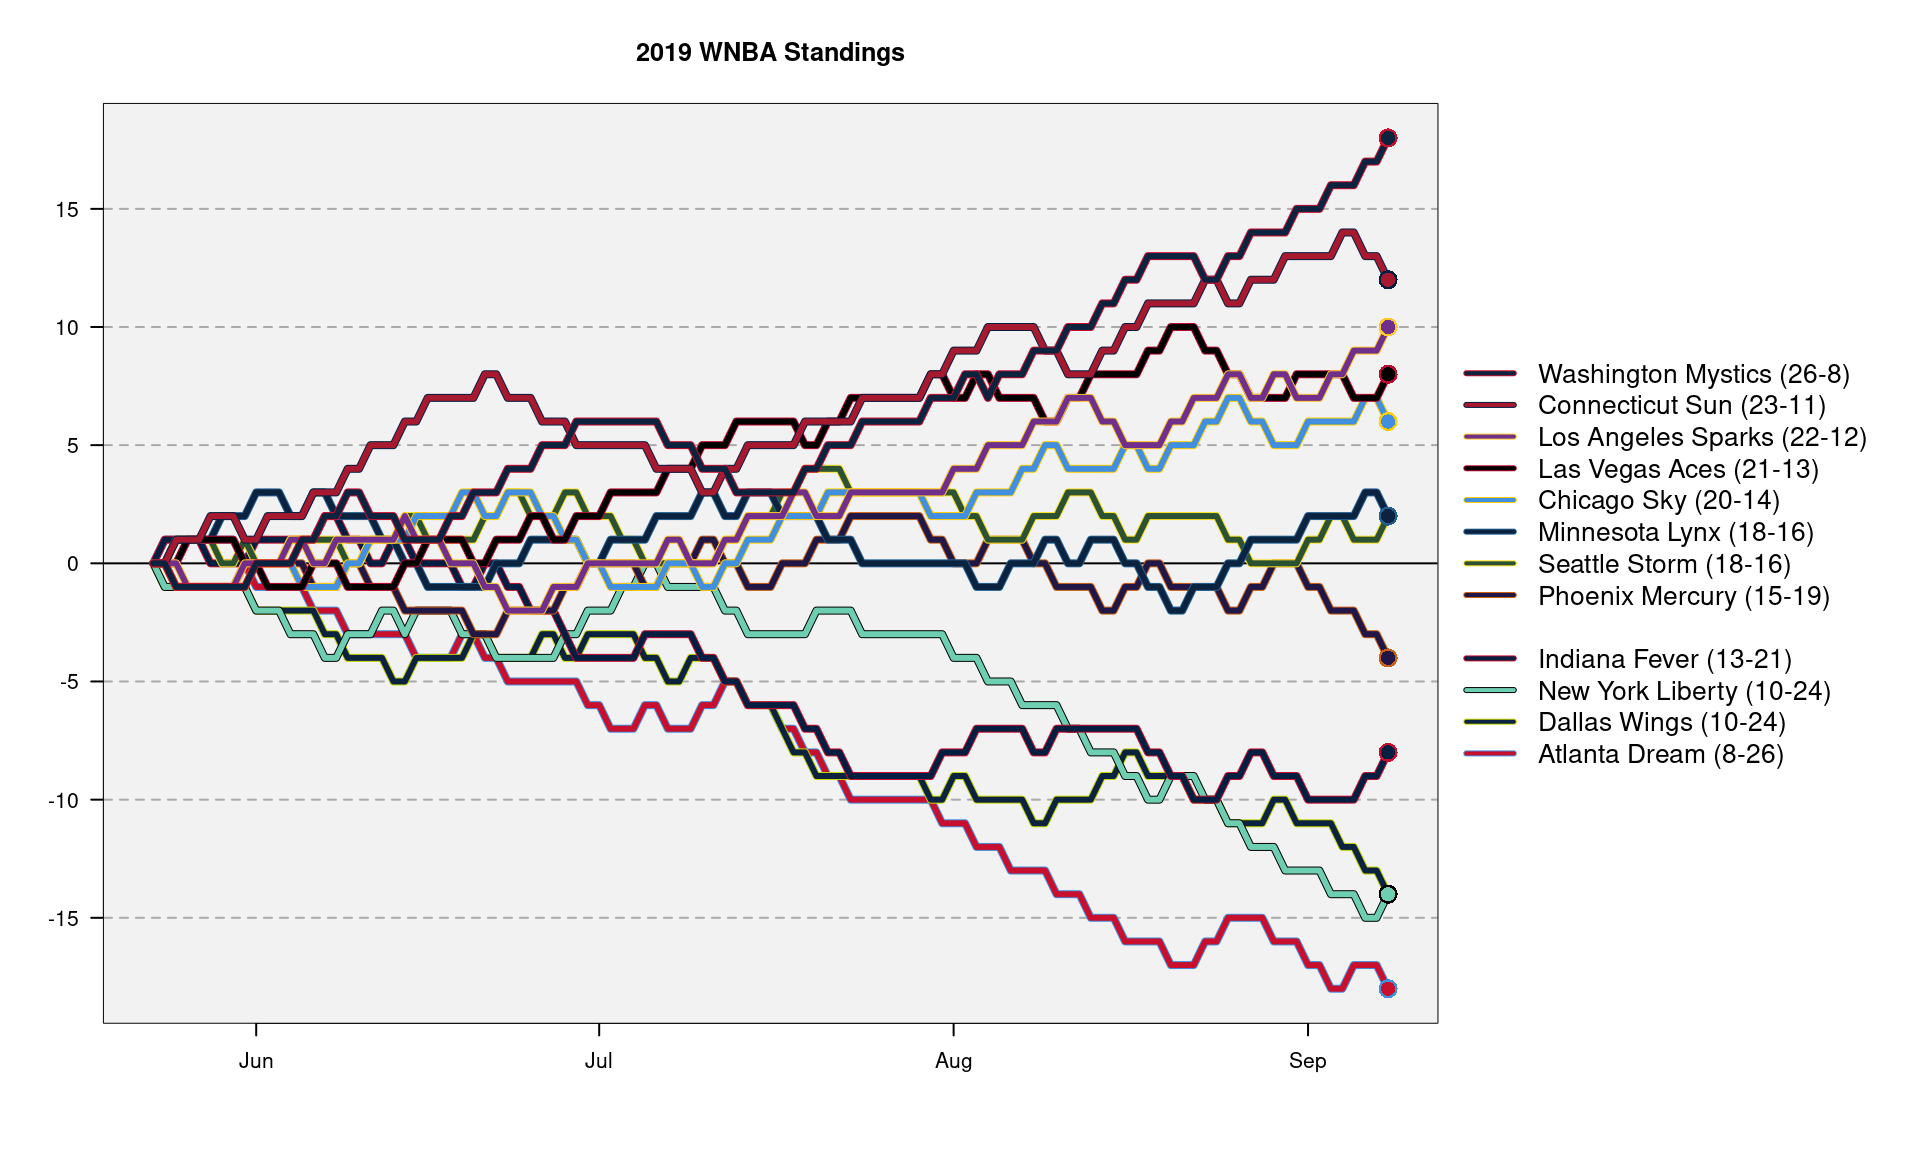 2019 WNBA Standings
15
10
5
0
-5
-10
-15
Jun
Jul
Aug
Sep
Washington Mystics (26-8)
Connecticut Sun (23-11)
Los Angeles Sparks (22-12)
Las Vegas Aces (21-13)
Chicago Sky (20-14)
Minnesota Lynx (18-16)
Seattle Storm (18-16)
Phoenix Mercury (15-19)
Indiana Fever (13-21)
New York Liberty (10-24)
Dallas Wings (10-24)
Atlanta Dream (8-26)